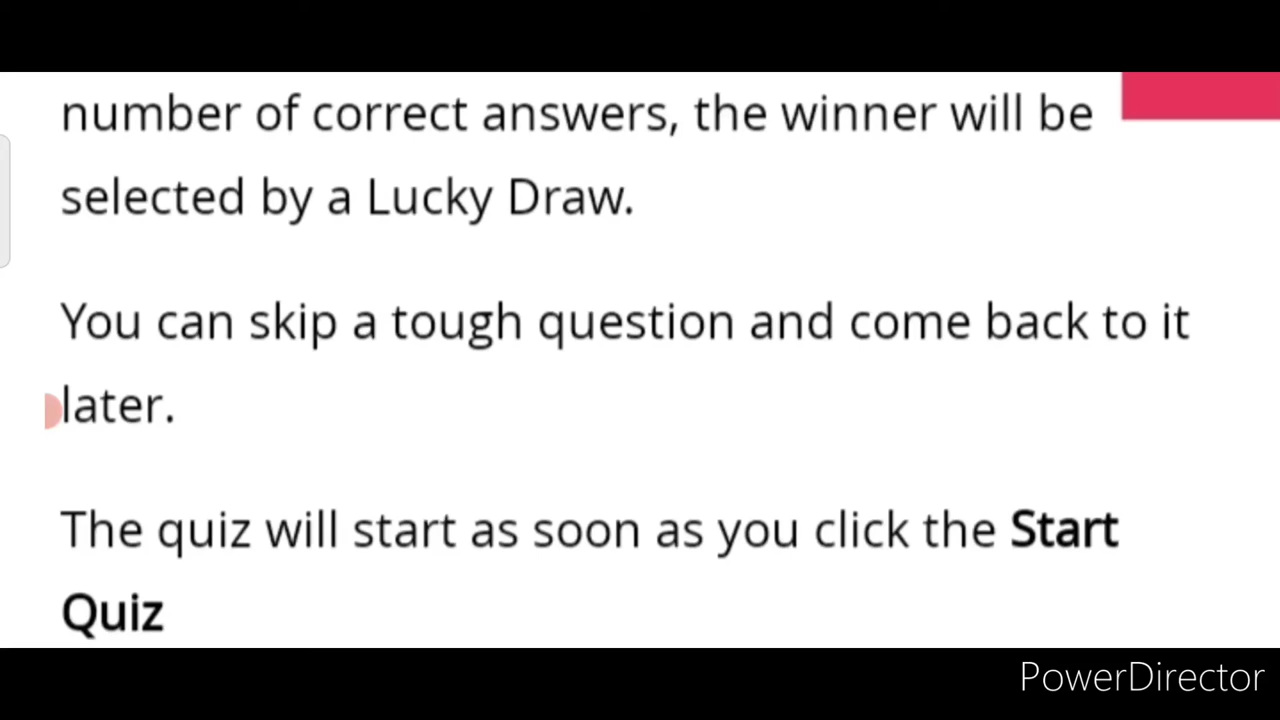 number of correct answers, the winner will be
selected by a Lucky Draw.
You can skip a tough question and come back to it
later.
The quiz will start as soon as you click the Start
Quiz
PowerDirector